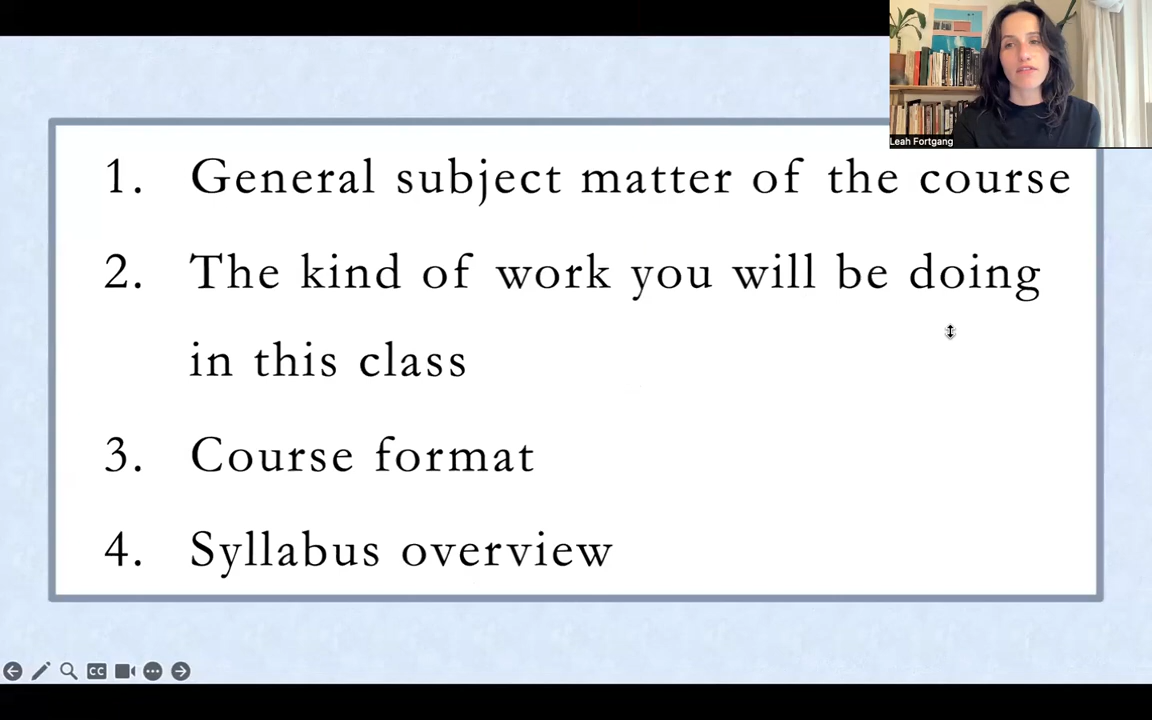 Leah Fortgang
1. General subject matter of the course
2. The kind of work you will be doing
in this class
3. Course format
4. Syllabus overview
CC